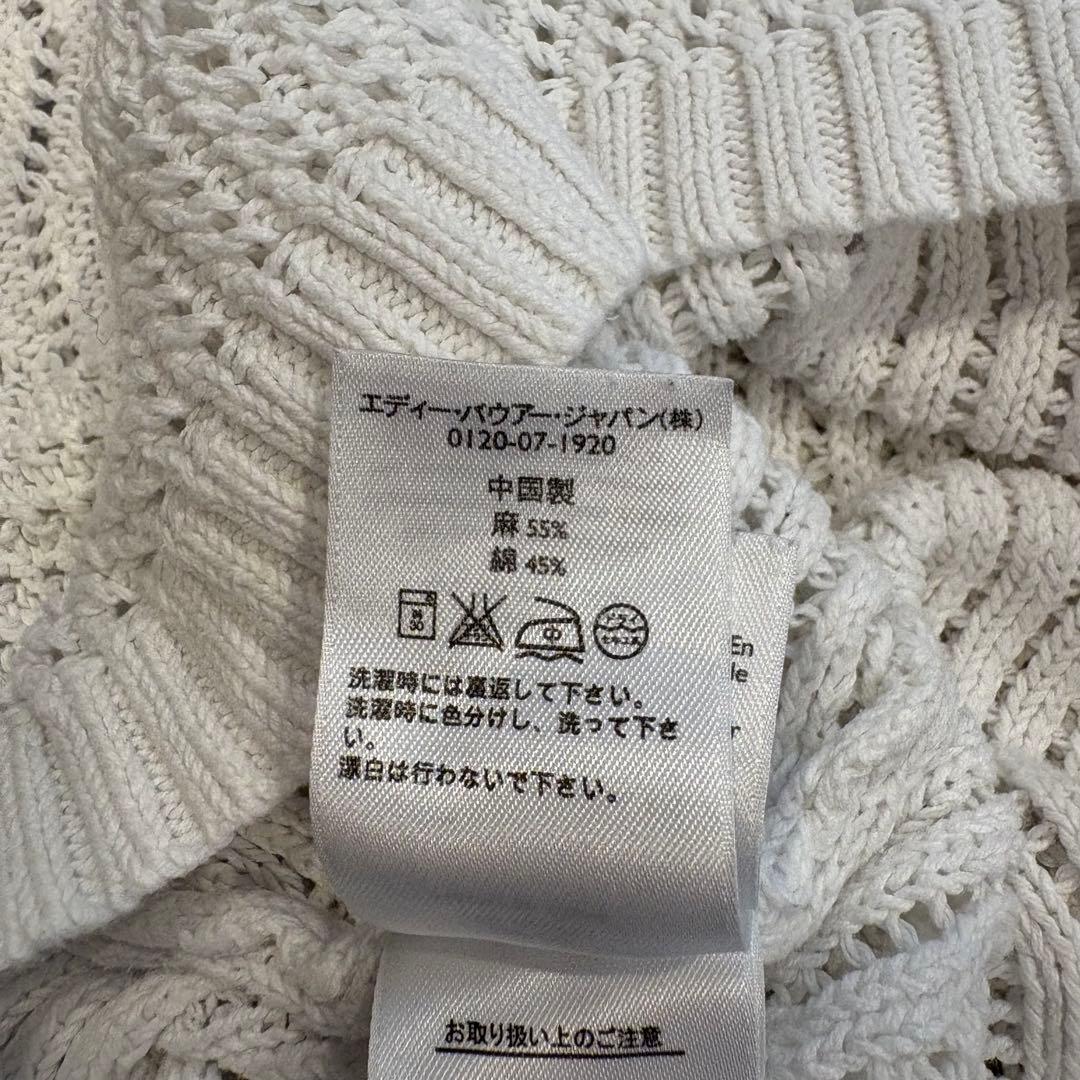 エディー・バウアー・ジャパン(株)
0120-07-1920
中国製
麻 55%
綿 45%
中
洗濯時には裏返して下さい。
洗濯時に色分けし、洗って下さ
い。
漂白は行わないで下さい。
En
le
r
お取り扱い上のご注意